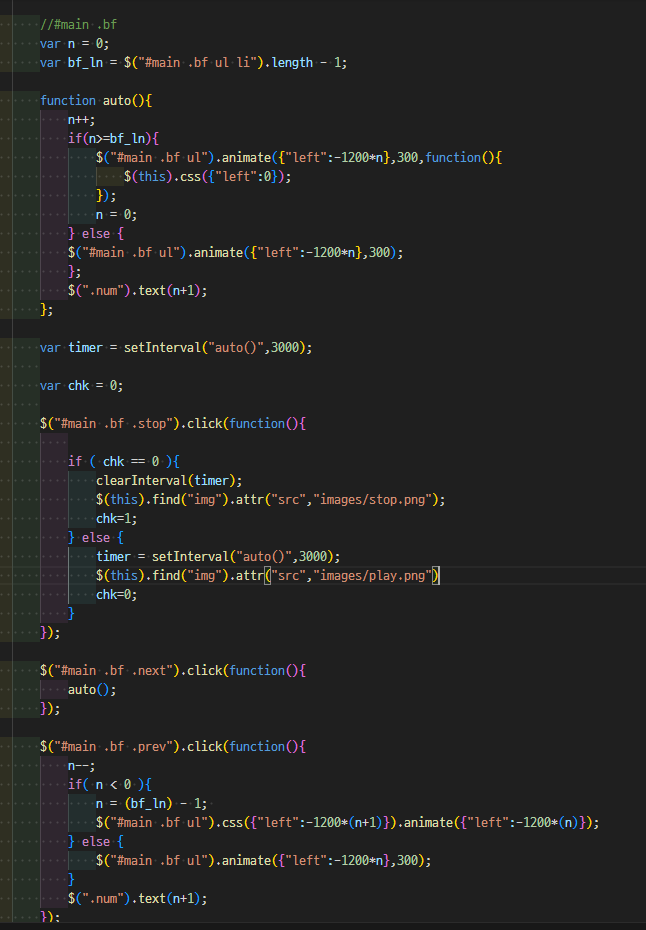 //#main .bf
var n = 0;
var bf_ln = $("#main .bf ul li").length - 1;
function auto(){
n++;
if(n>=bf_ln){
$("#main .bf ul").animate({"left":-1200*n},300,function(){
$(this).css({"left":0});
});
n = 0;
} else {
$("#main .bf ul").animate({"left":-1200*n},300);
};
$(".num").text(n+1);
};
var timer = setInterval("auto()",3000);
var chk = 0;
$("#main .bf .stop").click(function(){
if ( chk == 0 ){
clearInterval(timer);
$(this).find("img").attr("src","images/stop.png");
chk=1;
} else {
timer = setInterval("auto()",3000);
$(this).find("img").attr("src","images/play.png")
chk=0;
}
});
$("#main .bf .next").click(function(){
auto();
});
$("#main .bf .prev").click(function(){
n--;
if( n < 0 ){
n = (bf_ln) - 1;
$("#main .bf ul").css({"left":-1200*(n+1)}).animate({"left":-1200*(n)});
} else {
$("#main .bf ul").animate({"left":-1200*n},300);
}
$(".num").text(n+1);
});